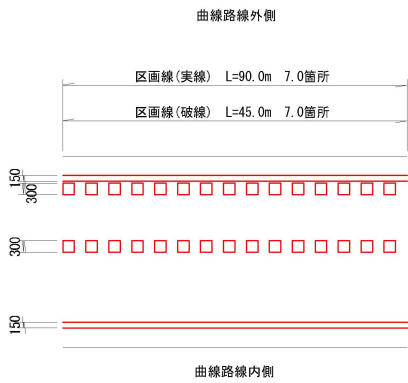 曲線路線外側
区画線(実線) L=90.0m 7.0箇所
区画線(破線) L=45.0m 7.0箇所
150
300
300
150
曲線路線内側